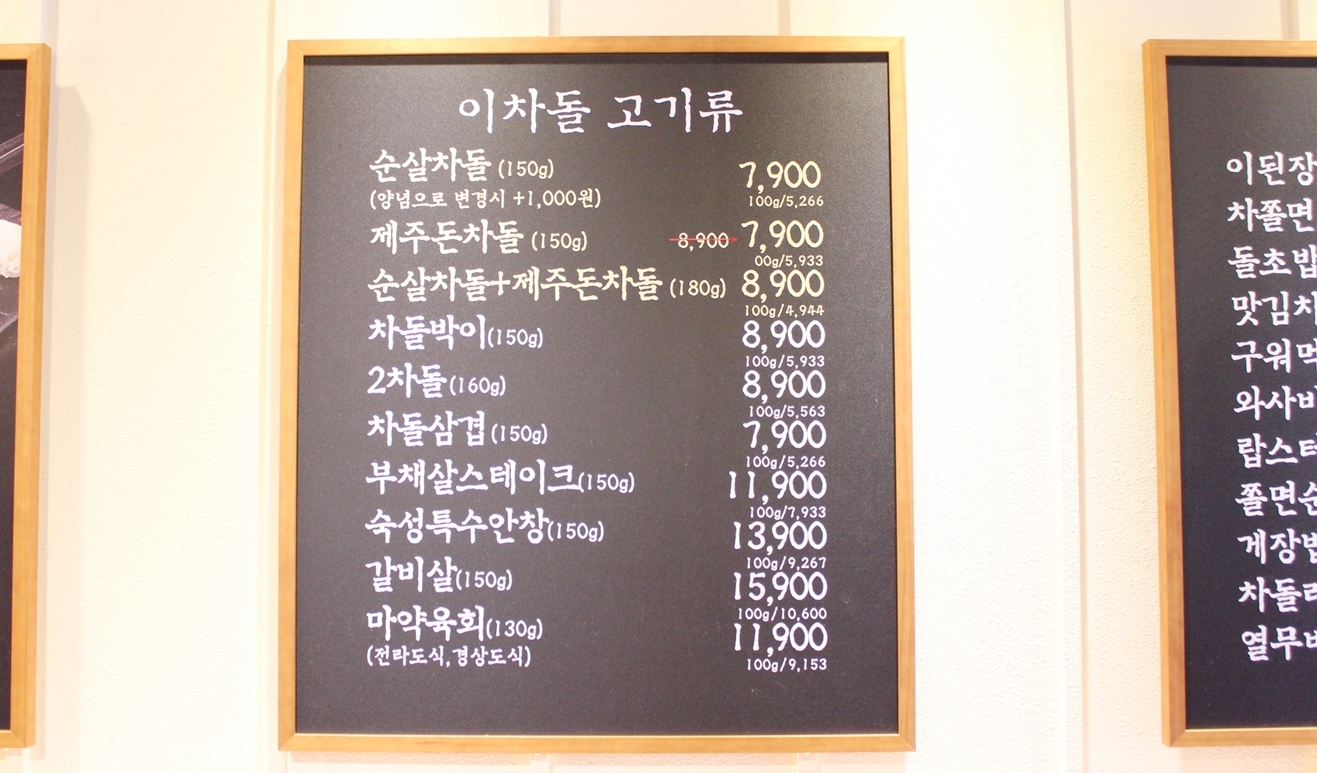 이차돌 고기류
순살차돌 (150g) 7,900
(양념으로 변경시 +1,000원) 100g/5,266
제주돈차돌 (150g) 8,900 7,900
00g/5,933
순살차돌+제주돈차돌 (180g) 8,900
100g/4,944
차돌박이(150g) 8,900
100g/5,933
2차돌(160g) 8,900
100g/5,563
차돌삼겹(150g) 7,900
100g/5,266
부채살스테이크(150g) 11,900
100g/7,933
숙성특수안창(150g) 13,900
100g/9,267
갈비살(150g) 15,900
100g/10,600
마약육회(130g) 11,900
(전라도식,경상도식) 100g/9,153
이된장
차쫄면
돌초밥
맛김치
구워먹
와사비
랍스테
쫄면순
게장밥
차돌라
열무비